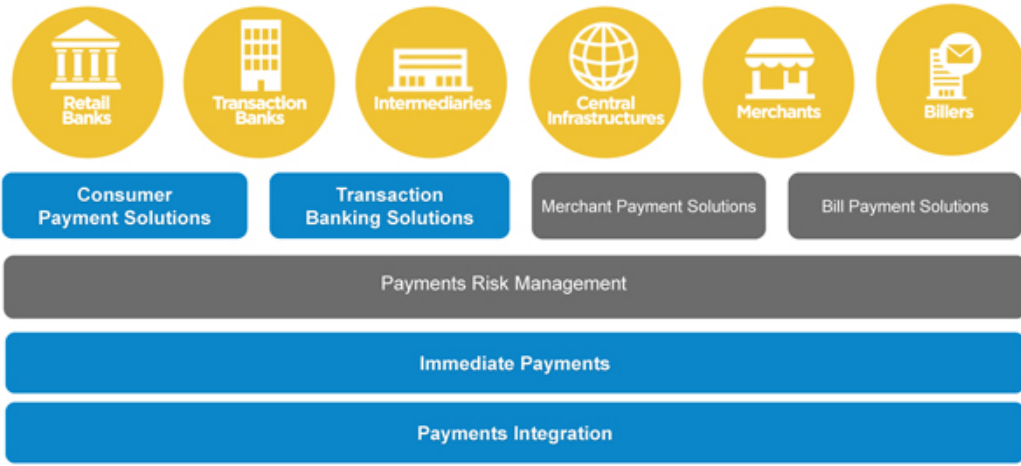 Retail
Banks
Transaction
Banks
Intermediaries
Central
Infrastructures
Merchants
Billers
Consumer
Payment Solutions
Transaction
Banking Solutions
Merchant Payment Solutions
Bill Payment Solutions
Payments Risk Management
Immediate Payments
Payments Integration